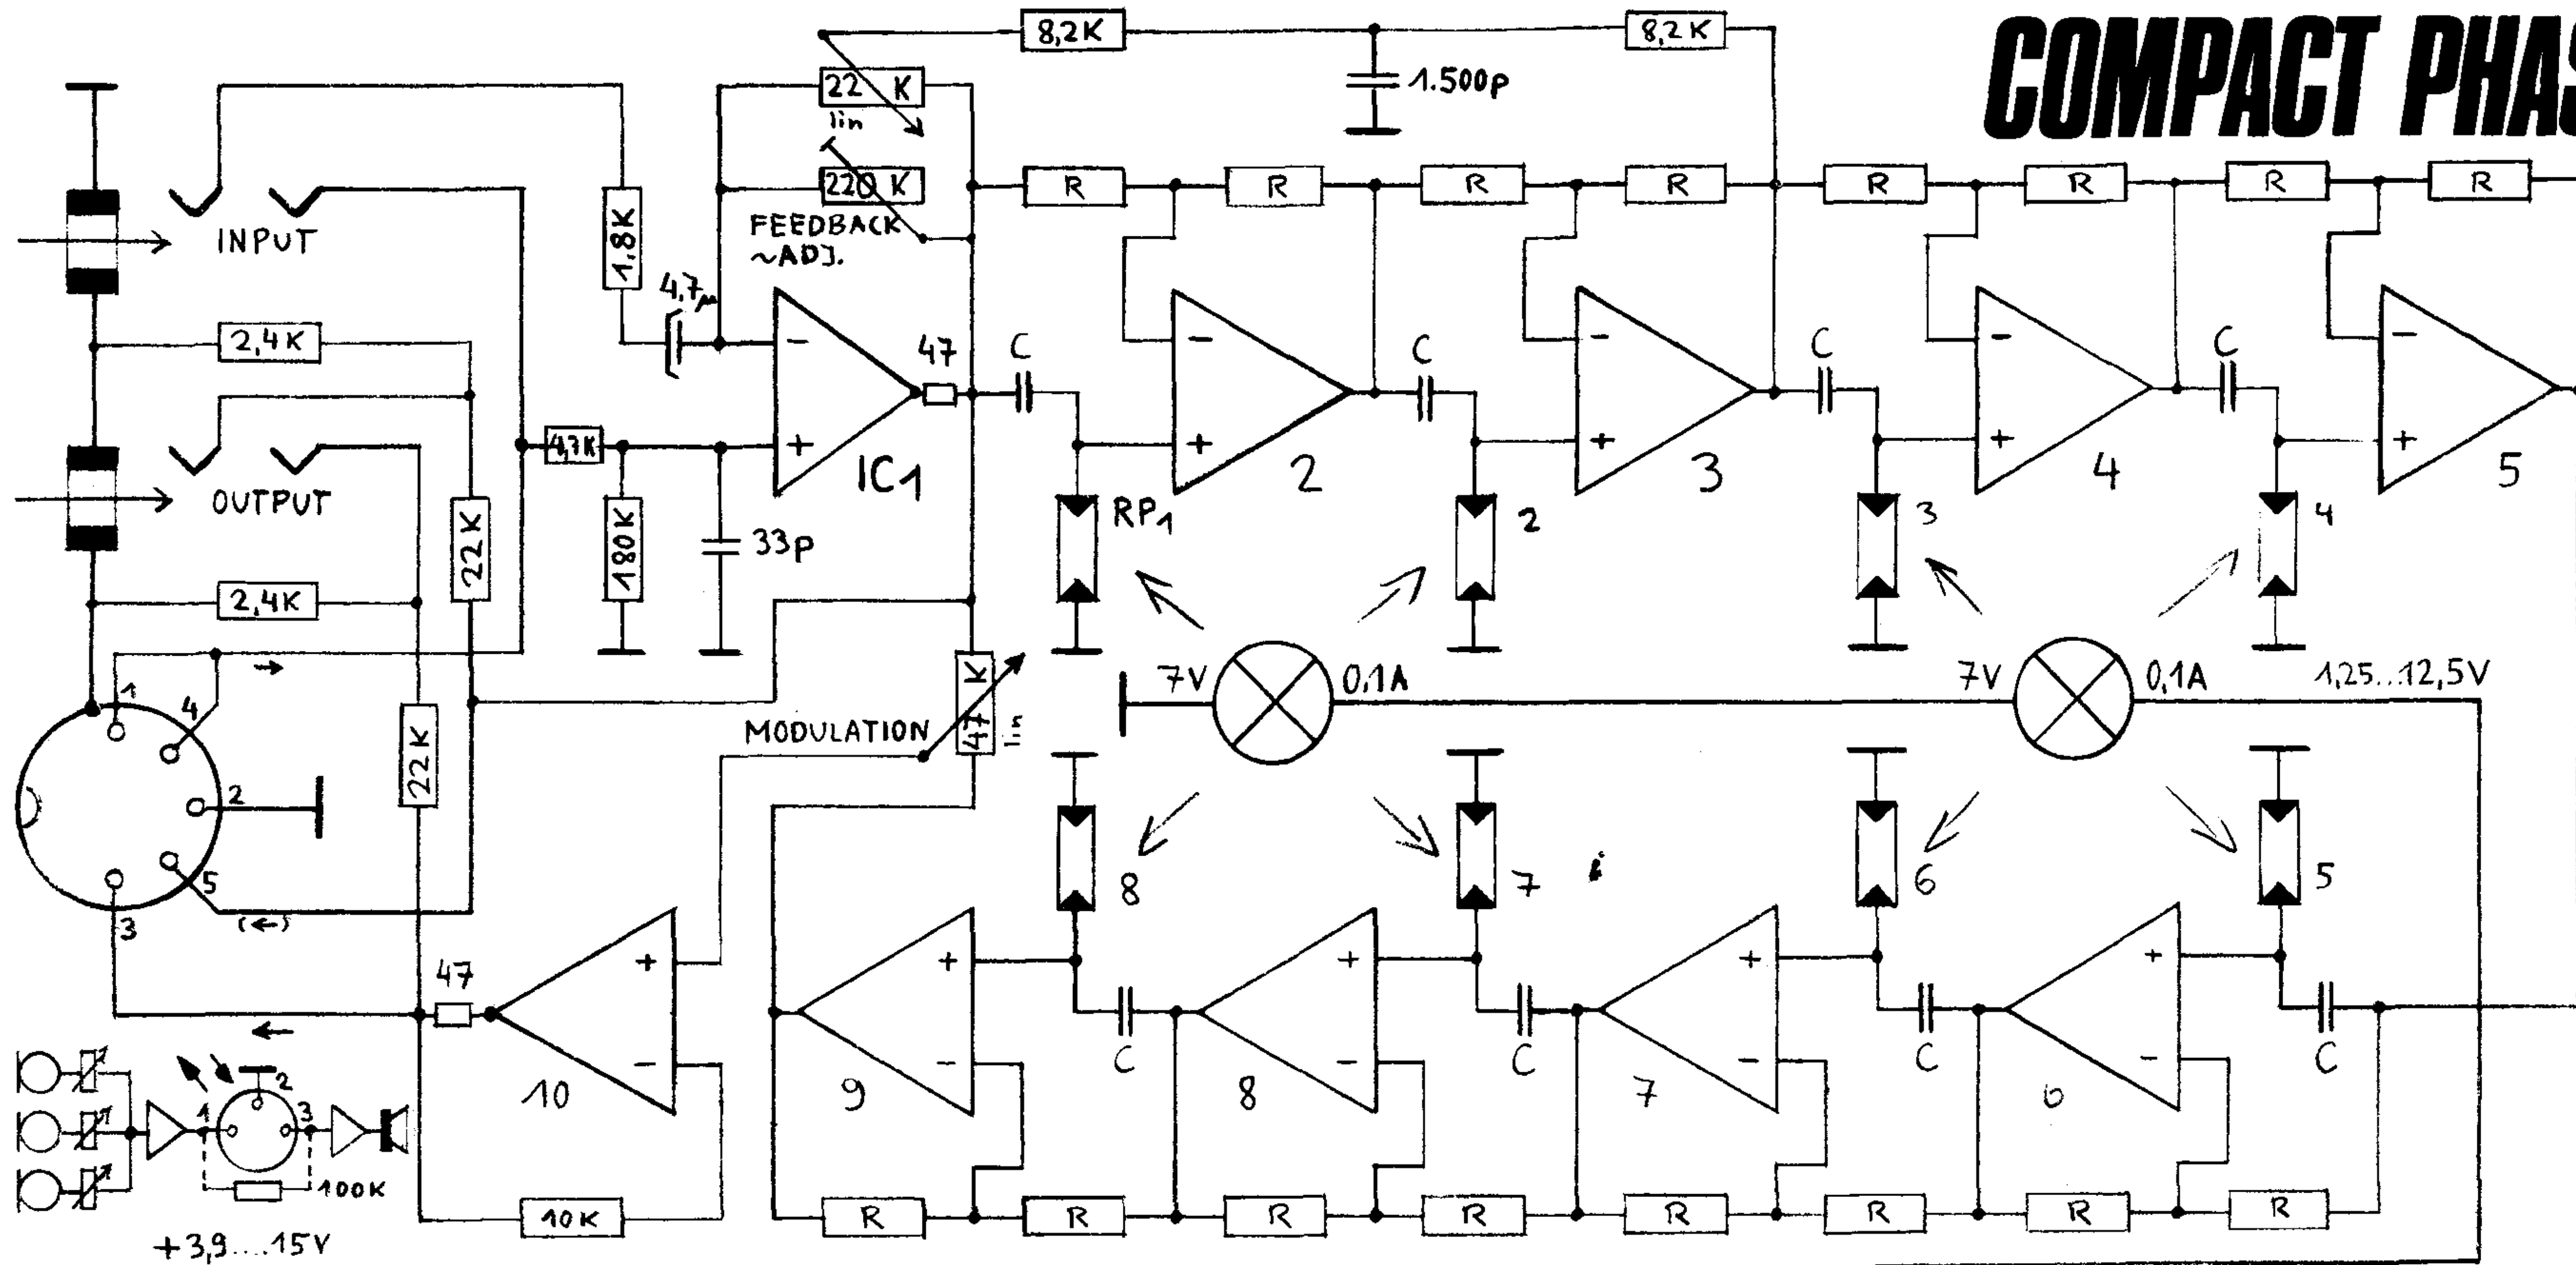 COMPACT PHAS
8,2K
8,2K
1.500p
22 K
lin
220 K
FEEDBACK
~ADJ.
R
R
R
R
R
R
R
R
INPUT
1,8K
4,7µ
2,4K
47
C
C
C
C
-
-
-
-
-
+
+
+
+
+
4,7K
IC1
2
3
4
5
OUTPUT
22K
180K
33p
RP1
2
3
4
2,4K
7V
0,1A
7V
0,1A
1,25...12,5V
MODULATION
47 K
lin
1
4
2
5
3
22K
(←)
→
8
7
6
5
47
←
+
+
+
+
+
-
-
-
-
-
C
C
C
C
10
9
8
7
6
1
2
3
100K
10K
R
R
R
R
R
R
R
R
+3,9....15V